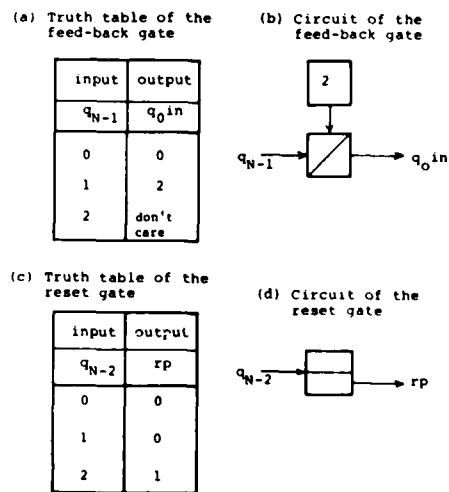 (a) Truth table of the feed-back gate
input output
q_{N-1} q_0in
0 0
1 2
2 don't care
(b) Circuit of the feed-back gate
2
q_{N-1} q_oin
(c) Truth table of the reset gate
input output
q_{N-2} rp
0 0
1 0
2 1
(d) Circuit of the reset gate
q_{N-2} rp